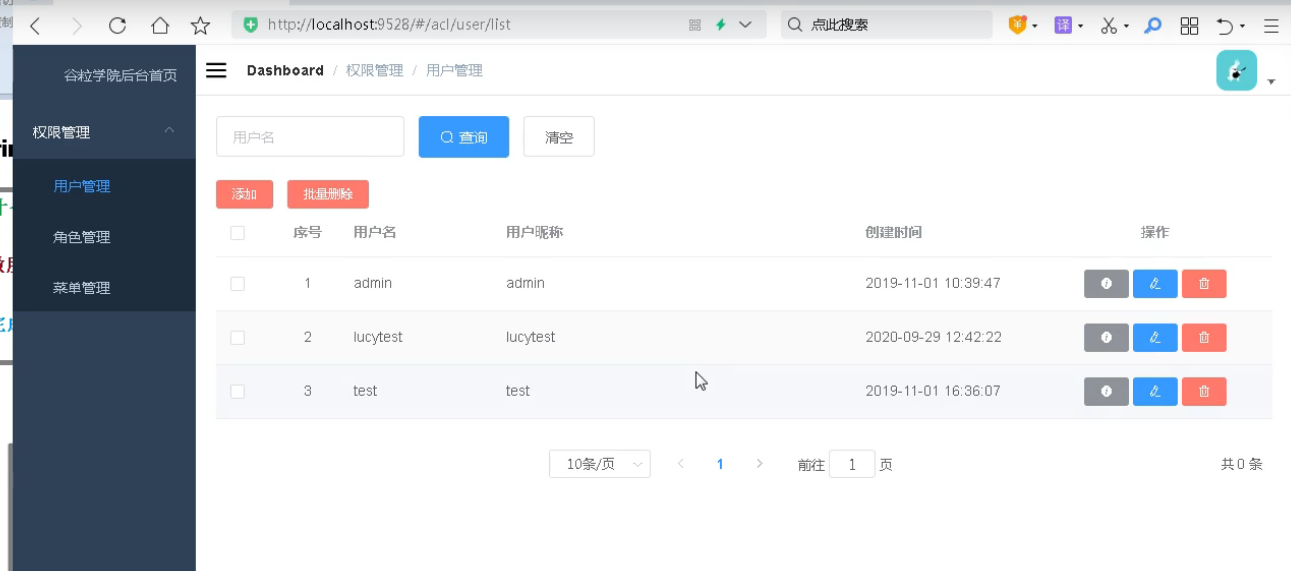 http://localhost:9528/#/acl/user/list
点此搜索
译
谷粒学院后台首页
Dashboard / 权限管理 / 用户管理
权限管理
用户管理
角色管理
菜单管理
用户名
查询
清空
添加
批量删除
序号 用户名 用户昵称 创建时间 操作
1 admin admin 2019-11-01 10:39:47
2 lucytest lucytest 2020-09-29 12:42:22
3 test test 2019-11-01 16:36:07
10条/页
1
前往 1 页
共 0 条